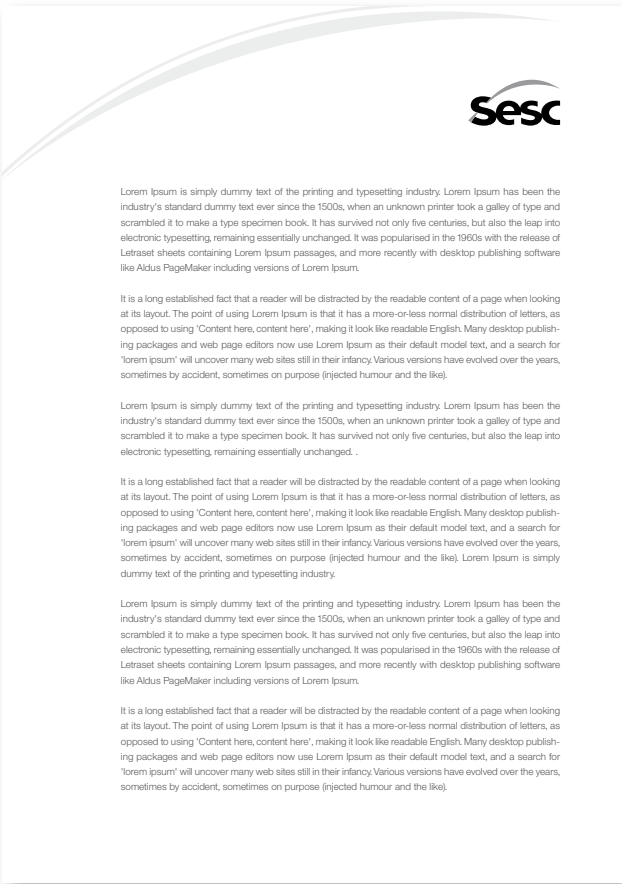 Sesc
Lorem Ipsum is simply dummy text of the printing and typesetting industry. Lorem Ipsum has been the
industry's standard dummy text ever since the 1500s, when an unknown printer took a galley of type and
scrambled it to make a type specimen book. It has survived not only five centuries, but also the leap into
electronic typesetting, remaining essentially unchanged. It was popularised in the 1960s with the release of
Letraset sheets containing Lorem Ipsum passages, and more recently with desktop publishing software
like Aldus PageMaker including versions of Lorem Ipsum.
It is a long established fact that a reader will be distracted by the readable content of a page when looking
at its layout. The point of using Lorem Ipsum is that it has a more-or-less normal distribution of letters, as
opposed to using 'Content here, content here', making it look like readable English. Many desktop publish-
ing packages and web page editors now use Lorem Ipsum as their default model text, and a search for
'lorem ipsum' will uncover many web sites still in their infancy. Various versions have evolved over the years,
sometimes by accident, sometimes on purpose (injected humour and the like).
Lorem Ipsum is simply dummy text of the printing and typesetting industry. Lorem Ipsum has been the
industry's standard dummy text ever since the 1500s, when an unknown printer took a galley of type and
scrambled it to make a type specimen book. It has survived not only five centuries, but also the leap into
electronic typesetting, remaining essentially unchanged. .
It is a long established fact that a reader will be distracted by the readable content of a page when looking
at its layout. The point of using Lorem Ipsum is that it has a more-or-less normal distribution of letters, as
opposed to using 'Content here, content here', making it look like readable English. Many desktop publish-
ing packages and web page editors now use Lorem Ipsum as their default model text, and a search for
'lorem ipsum' will uncover many web sites still in their infancy. Various versions have evolved over the years,
sometimes by accident, sometimes on purpose (injected humour and the like). Lorem Ipsum is simply
dummy text of the printing and typesetting industry.
Lorem Ipsum is simply dummy text of the printing and typesetting industry. Lorem Ipsum has been the
industry's standard dummy text ever since the 1500s, when an unknown printer took a galley of type and
scrambled it to make a type specimen book. It has survived not only five centuries, but also the leap into
electronic typesetting, remaining essentially unchanged. It was popularised in the 1960s with the release of
Letraset sheets containing Lorem Ipsum passages, and more recently with desktop publishing software
like Aldus PageMaker including versions of Lorem Ipsum.
It is a long established fact that a reader will be distracted by the readable content of a page when looking
at its layout. The point of using Lorem Ipsum is that it has a more-or-less normal distribution of letters, as
opposed to using 'Content here, content here', making it look like readable English. Many desktop publish-
ing packages and web page editors now use Lorem Ipsum as their default model text, and a search for
'lorem ipsum' will uncover many web sites still in their infancy. Various versions have evolved over the years,
sometimes by accident, sometimes on purpose (injected humour and the like).